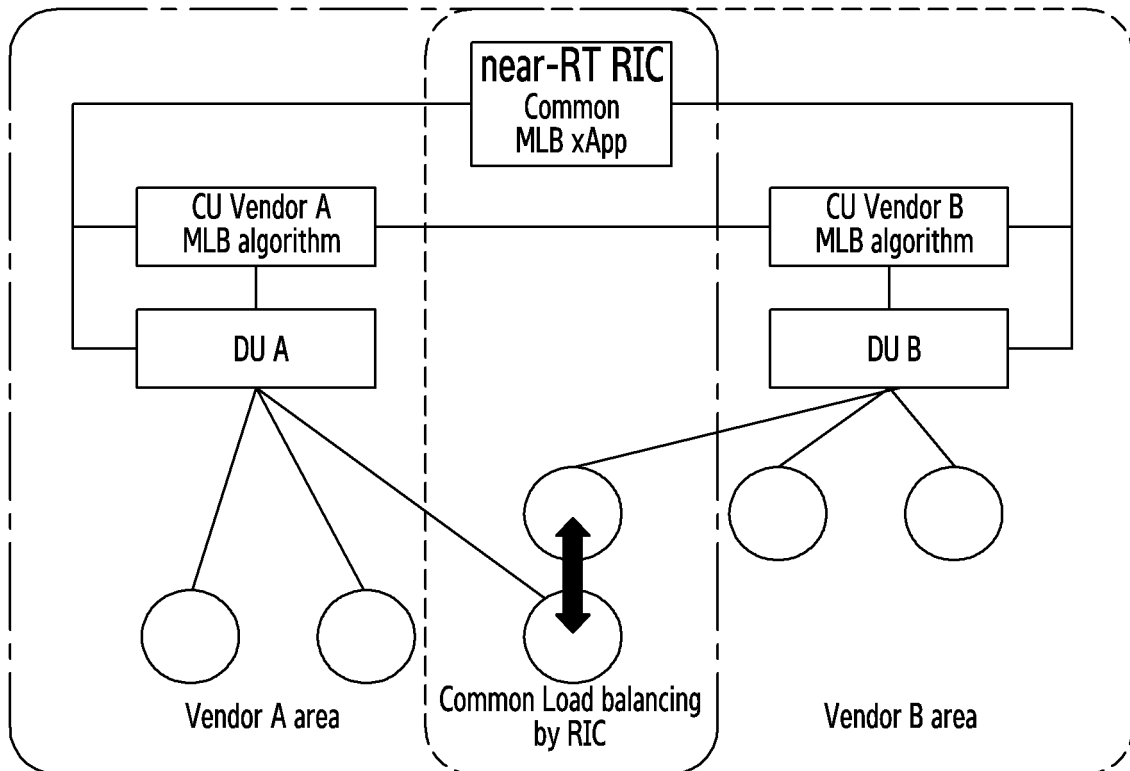 near-RT RIC
Common
MLB xApp
CU Vendor A
MLB algorithm
CU Vendor B
MLB algorithm
DU A
DU B
Vendor A area
Common Load balancing
by RIC
Vendor B area